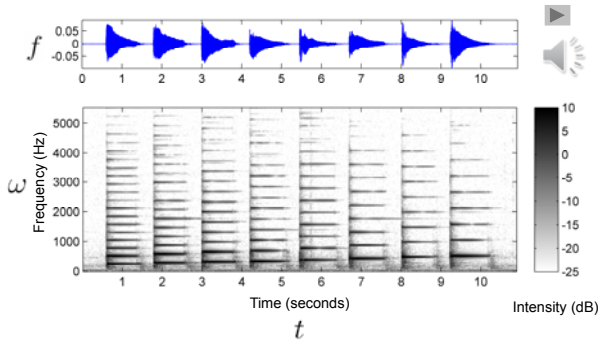 f
0.05
0
-0.05
0 1 2 3 4 5 6 7 8 9 10
ω
Frequency (Hz)
5000
4000
3000
2000
1000
0
1 2 3 4 5 6 7 8 9 10
Time (seconds)
t
10
5
0
-5
-10
-15
-20
-25
Intensity (dB)